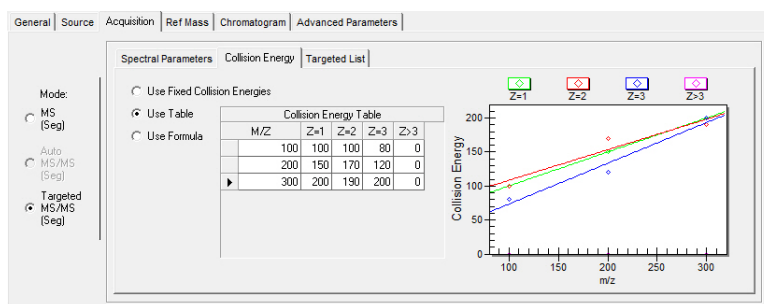 General Source Acquisition Ref Mass Chromatogram Advanced Parameters
Spectral Parameters Collision Energy Targeted List
Mode:
MS
(Seg)
Auto
MS/MS
(Seg)
Targeted
MS/MS
(Seg)
Use Fixed Collision Energies
Use Table
Use Formula
Collision Energy Table
M/Z Z=1 Z=2 Z=3 Z>3
100 100 100 80 0
200 150 170 120 0
300 200 190 200 0
Z=1 Z=2 Z=3 Z>3
Collision Energy
200
150
100
50
0
100 150 200 250 300
m/z